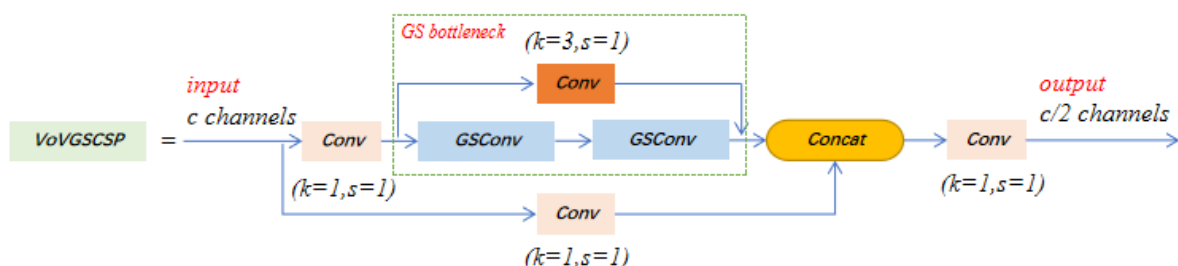 GS bottleneck
(k=3,s=1)
Conv
input
c channels
output
c/2 channels
VoVGSCSP
=
Conv
GSConv
GSConv
Concat
Conv
(k=1,s=1)
(k=1,s=1)
Conv
(k=1,s=1)